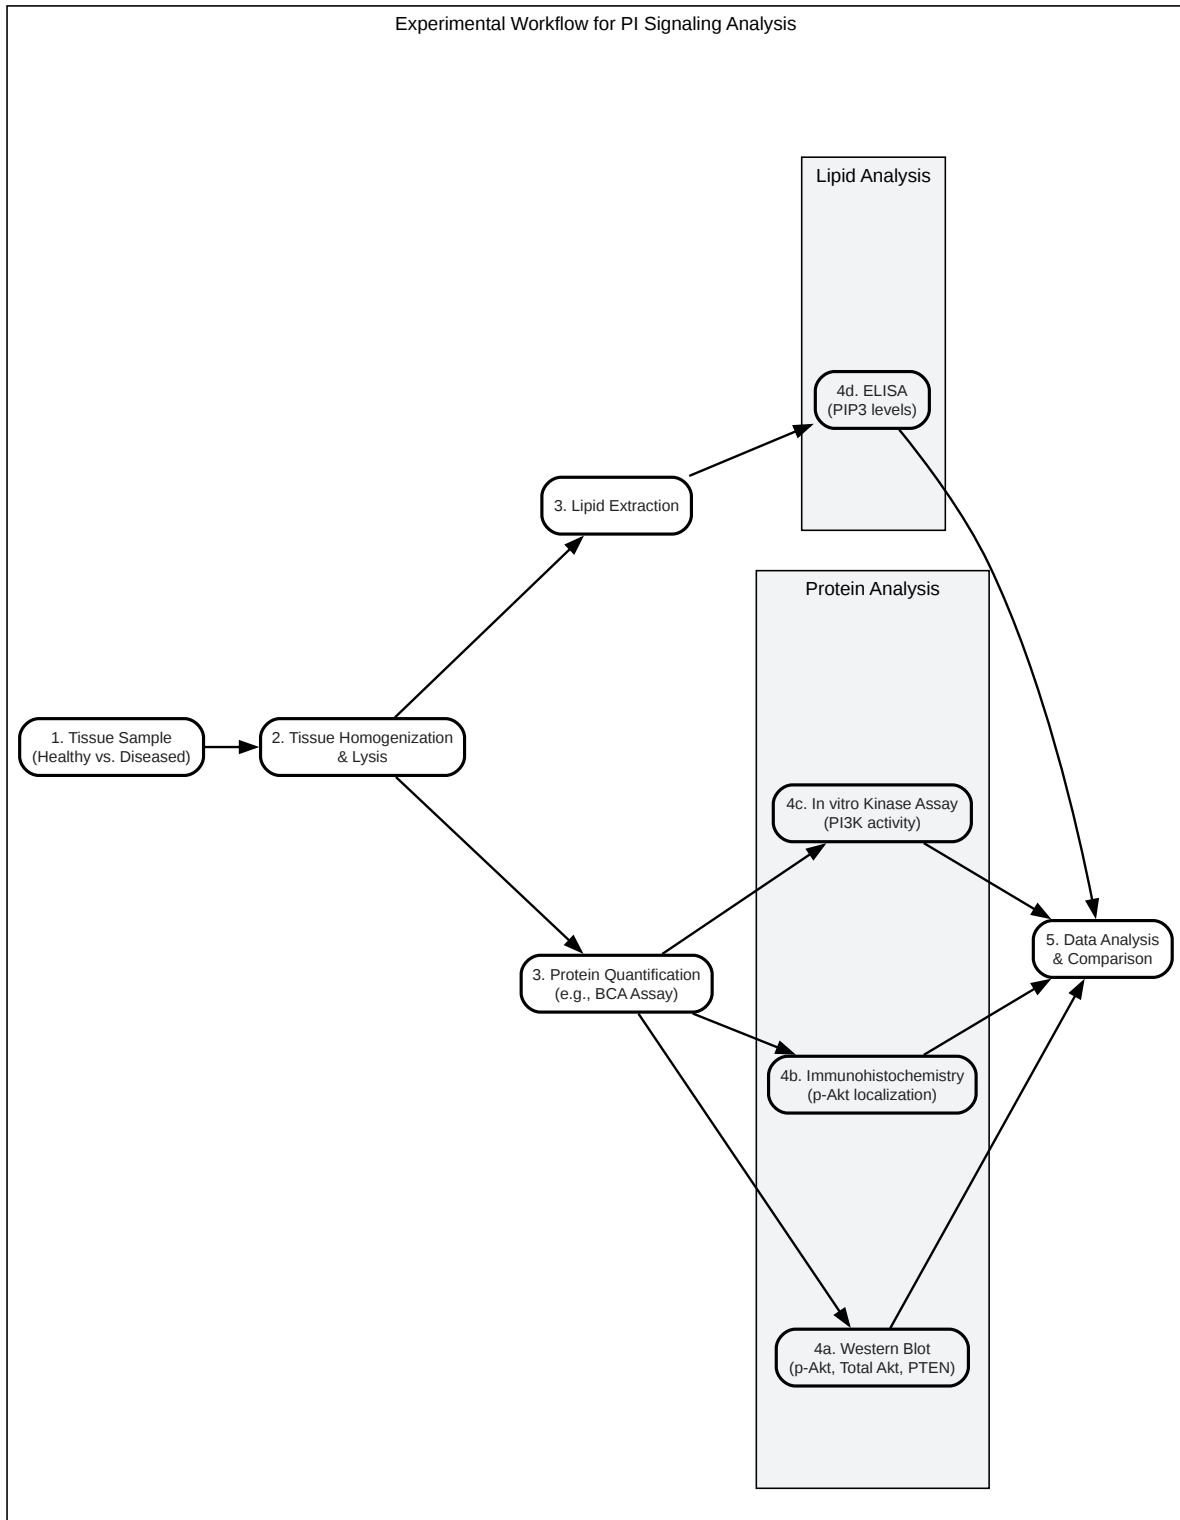 Experimental Workflow for PI Signaling Analysis
Lipid Analysis
4d. ELISA
(PIP3 levels)
3. Lipid Extraction
Protein Analysis
1. Tissue Sample
(Healthy vs. Diseased)
2. Tissue Homogenization
& Lysis
4c. In vitro Kinase Assay
(PI3K activity)
3. Protein Quantification
(e.g., BCA Assay)
5. Data Analysis
& Comparison
4b. Immunohistochemistry
(p-Akt localization)
4a. Western Blot
(p-Akt, Total Akt, PTEN)